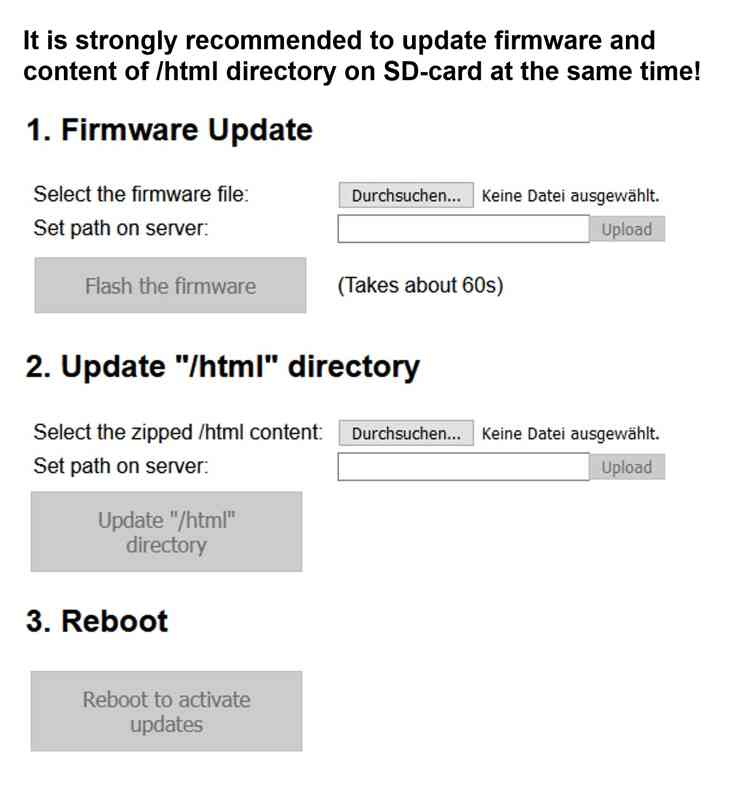 It is strongly recommended to update firmware and
content of /html directory on SD-card at the same time!
1. Firmware Update
Select the firmware file: Durchsuchen... Keine Datei ausgewählt.
Set path on server: Upload
Flash the firmware (Takes about 60s)
2. Update "/html" directory
Select the zipped /html content: Durchsuchen... Keine Datei ausgewählt.
Set path on server: Upload
Update "/html"
directory
3. Reboot
Reboot to activate
updates